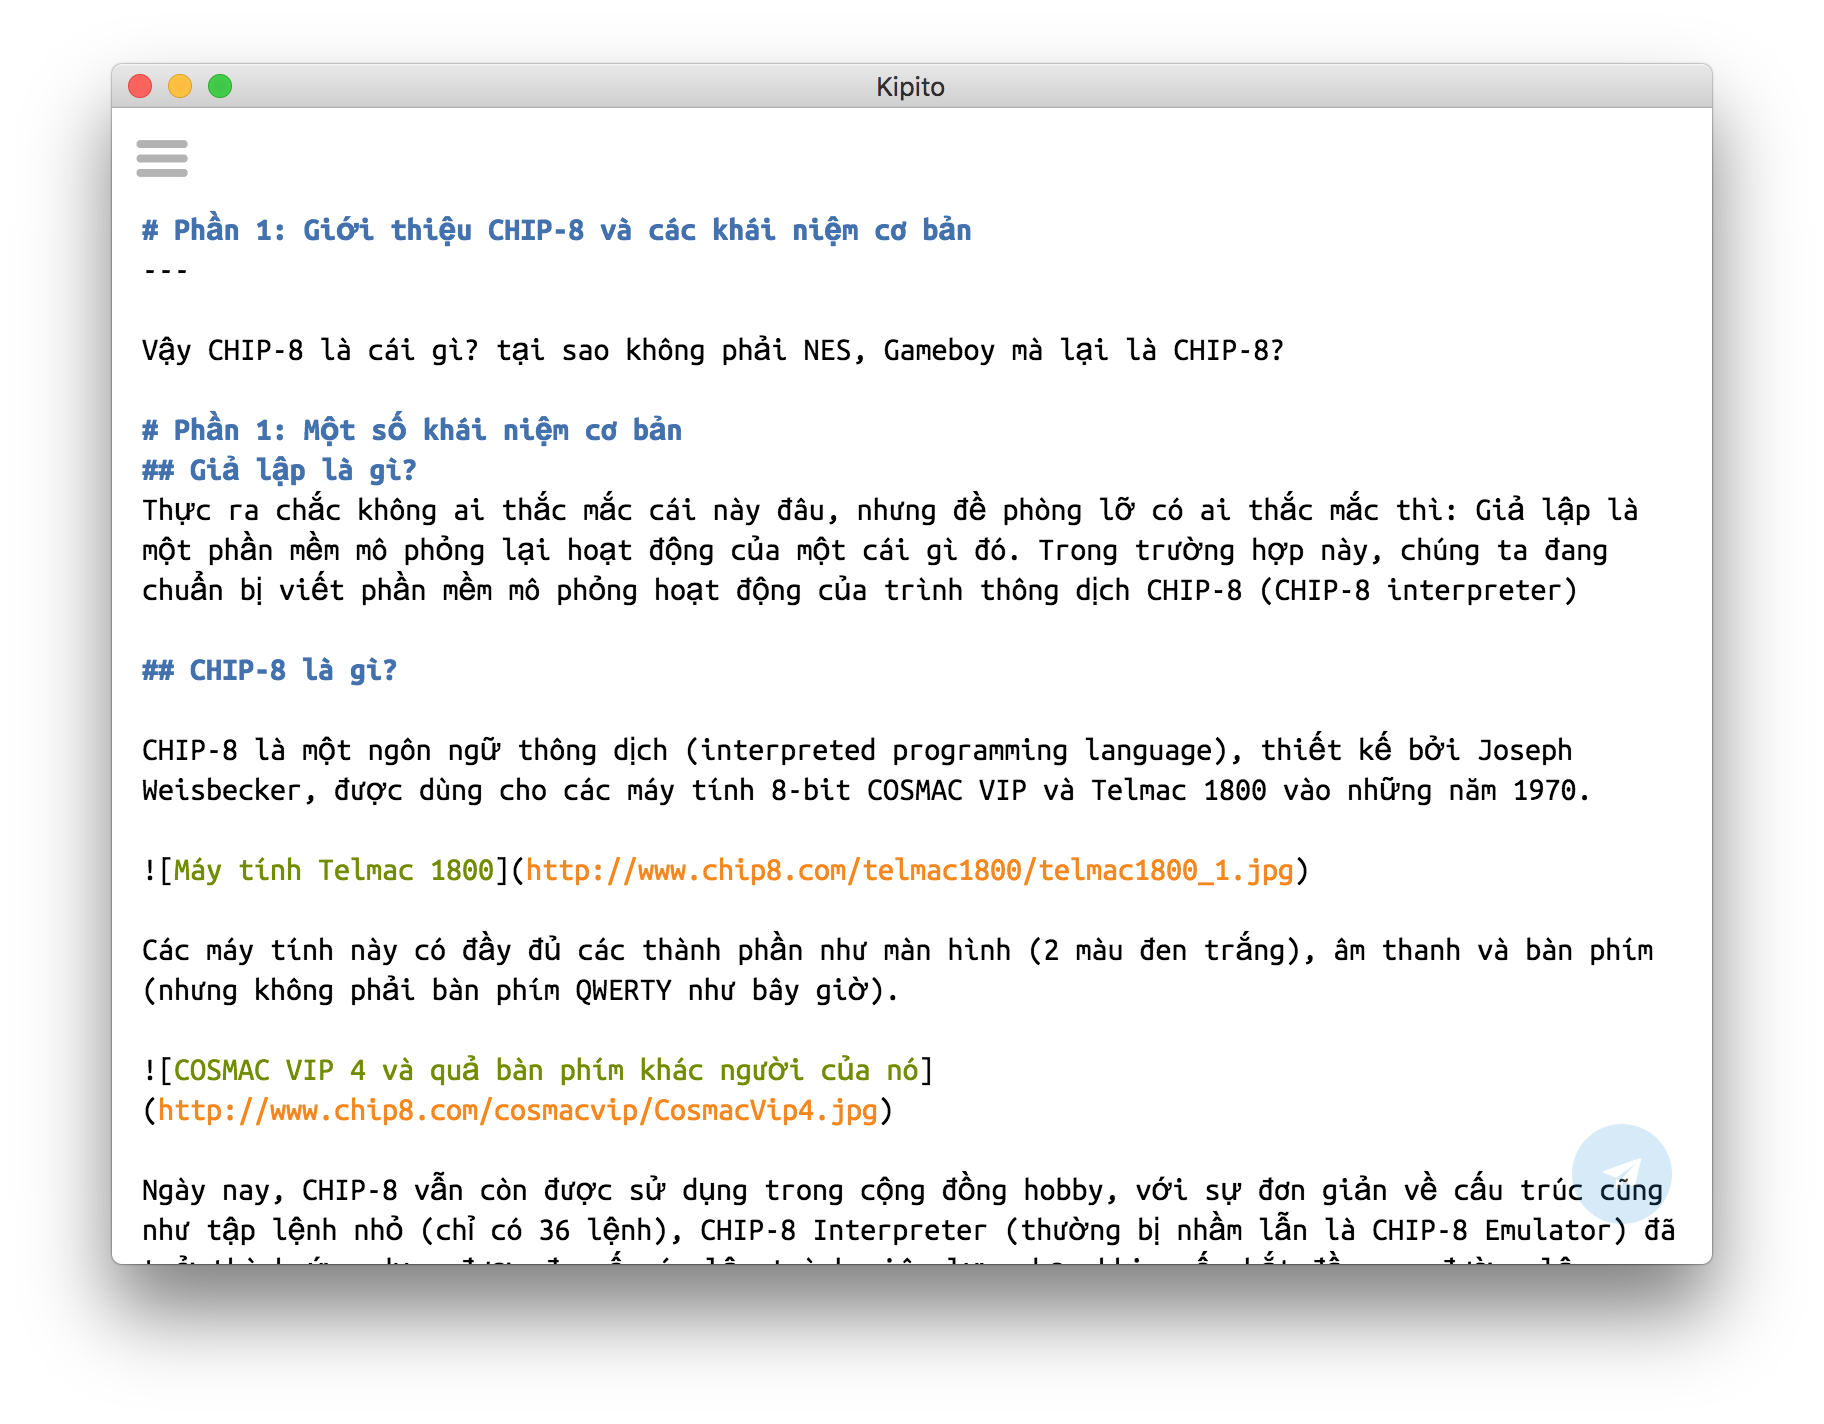 Kipito
# Phần 1: Giới thiệu CHIP-8 và các khái niệm cơ bản
---
Vậy CHIP-8 là cái gì? tại sao không phải NES, Gameboy mà lại là CHIP-8?
# Phần 1: Một số khái niệm cơ bản
## Giả lập là gì?
Thực ra chắc không ai thắc mắc cái này đâu, nhưng đề phòng lỡ có ai thắc mắc thì: Giả lập là
một phần mềm mô phỏng lại hoạt động của một cái gì đó. Trong trường hợp này, chúng ta đang
chuẩn bị viết phần mềm mô phỏng hoạt động của trình thông dịch CHIP-8 (CHIP-8 interpreter)
## CHIP-8 là gì?
CHIP-8 là một ngôn ngữ thông dịch (interpreted programming language), thiết kế bởi Joseph
Weisbecker, được dùng cho các máy tính 8-bit COSMAC VIP và Telmac 1800 vào những năm 1970.
![Máy tính Telmac 1800](http://www.chip8.com/telmac1800/telmac1800_1.jpg)
Các máy tính này có đầy đủ các thành phần như màn hình (2 màu đen trắng), âm thanh và bàn phím
(nhưng không phải bàn phím QWERTY như bây giờ).
![COSMAC VIP 4 và quả bàn phím khác người của nó]
(http://www.chip8.com/cosmacvip/CosmacVip4.jpg)
Ngày nay, CHIP-8 vẫn còn được sử dụng trong cộng đồng hobby, với sự đơn giản về cấu trúc cũng
như tập lệnh nhỏ (chỉ có 36 lệnh), CHIP-8 Interpreter (thường bị nhầm lẫn là CHIP-8 Emulator) đã